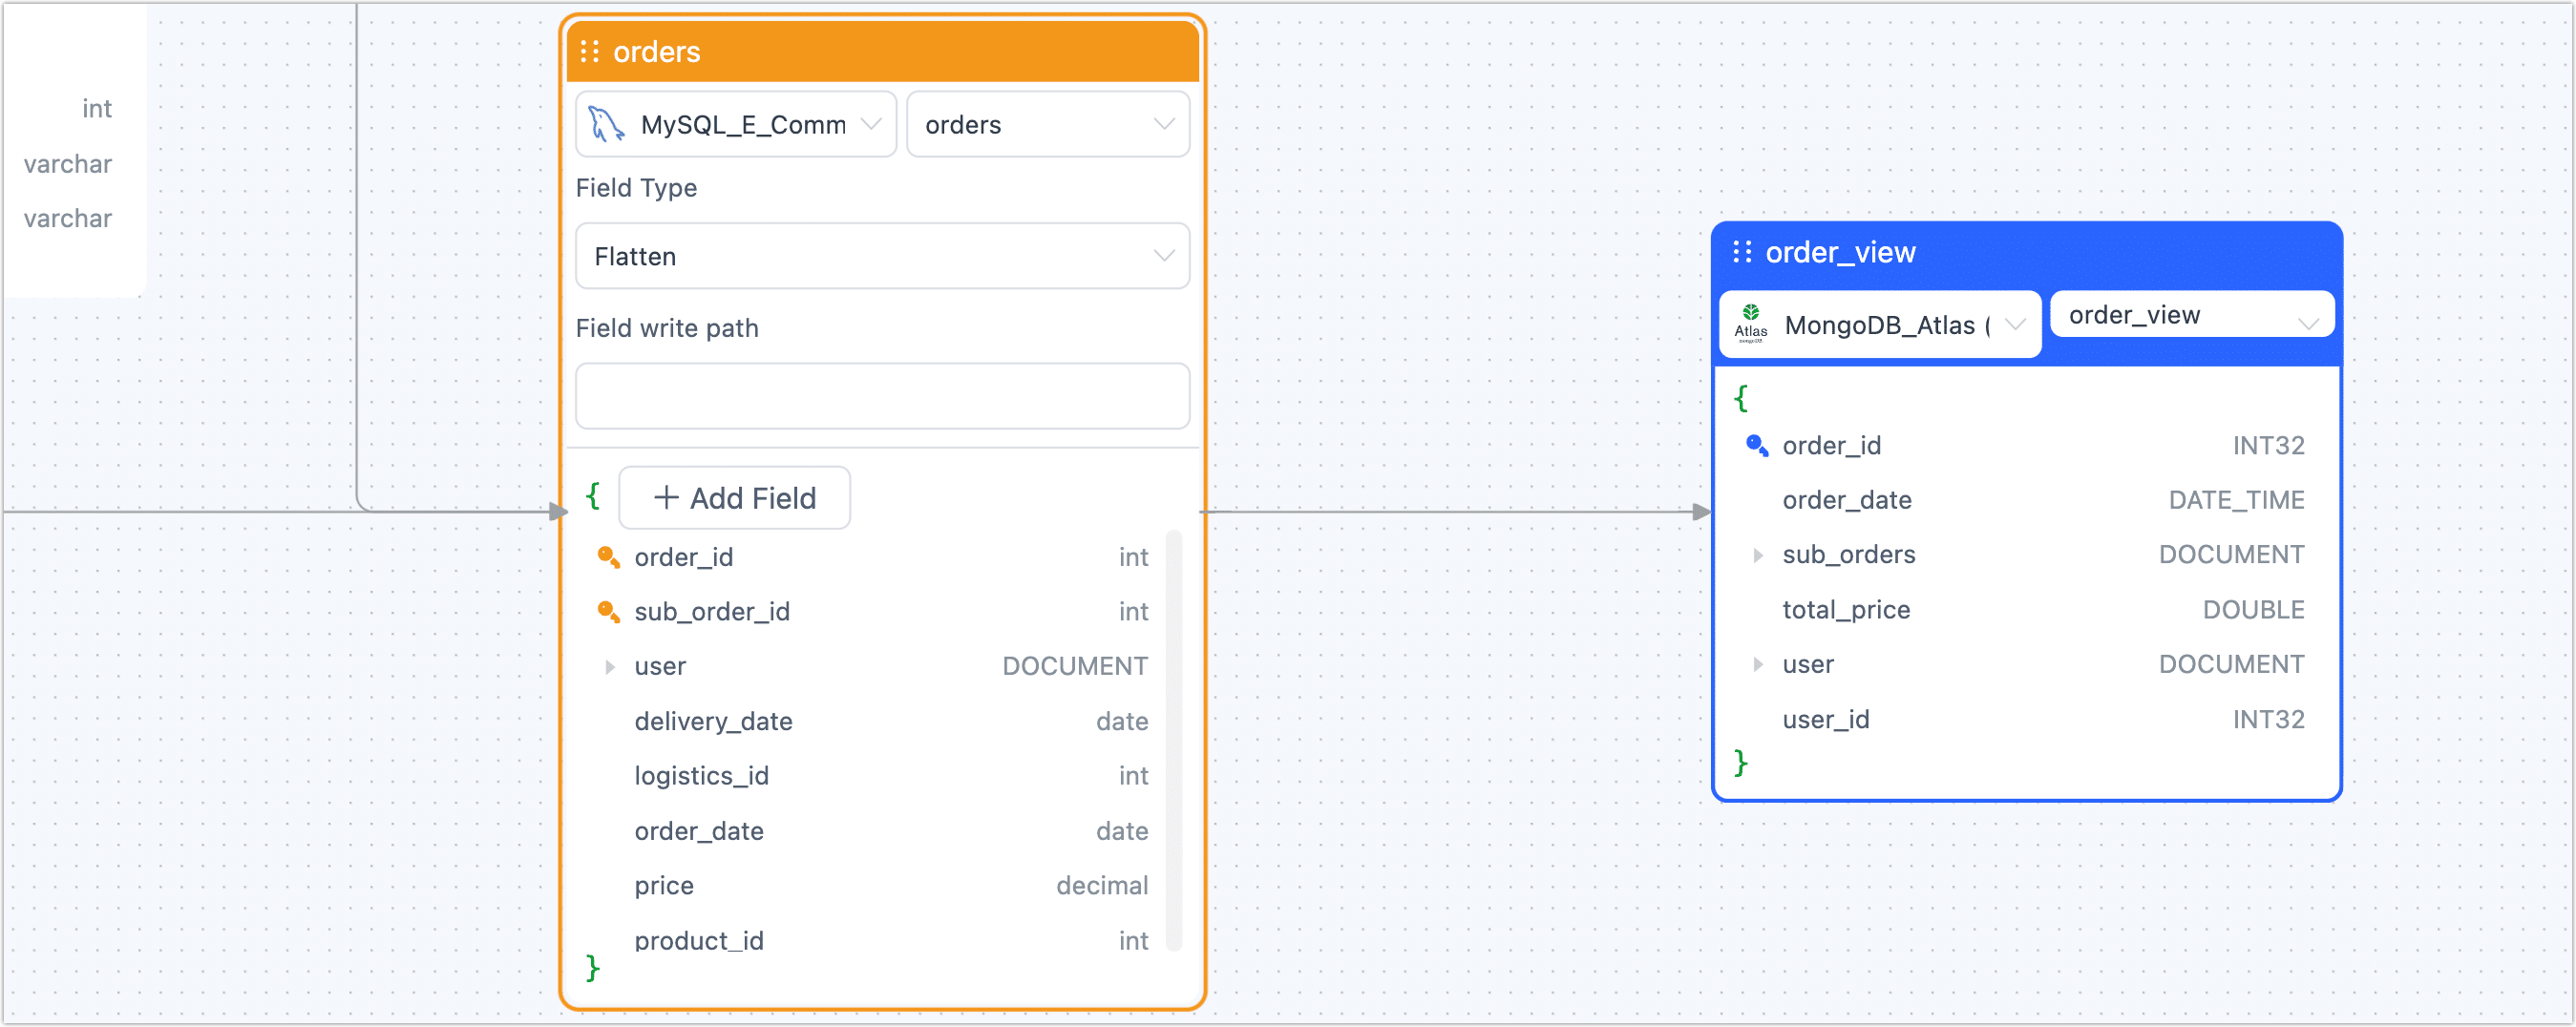 int
varchar
varchar
orders
MySQL_E_Comm
orders
Field Type
Flatten
Field write path
{
+ Add Field
order_id int
sub_order_id int
user DOCUMENT
delivery_date date
logistics_id int
order_date date
price decimal
product_id int
}
order_view
Atlas
mongoDB
MongoDB_Atlas (
order_view
{
order_id INT32
order_date DATE_TIME
sub_orders DOCUMENT
total_price DOUBLE
user DOCUMENT
user_id INT32
}